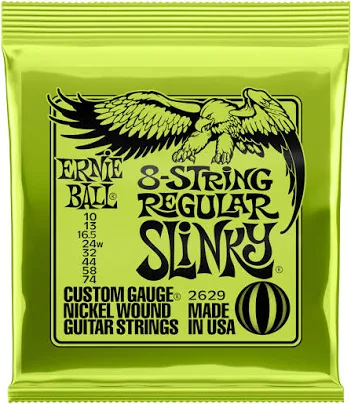 ERNIE
BALL®
8-STRING
REGULAR
SLINKY®
10
13
16.5
24w
32
44
58
74
CUSTOM GAUGE®
NICKEL WOUND
GUITAR STRINGS
2629
MADE
IN USA